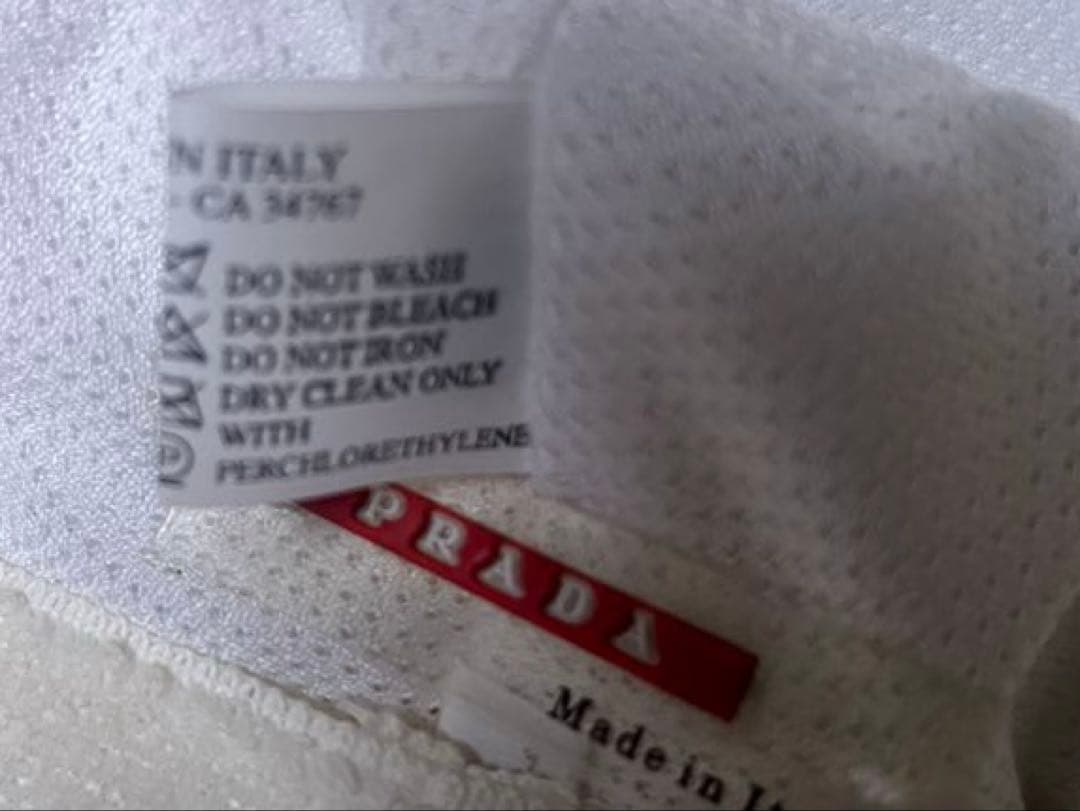 N ITALY
- CA 34767
DO NOT WASH
DO NOT BLEACH
DO NOT IRON
DRY CLEAN ONLY
WITH
PERCHLORETHYLENE
PRADA
Made in It